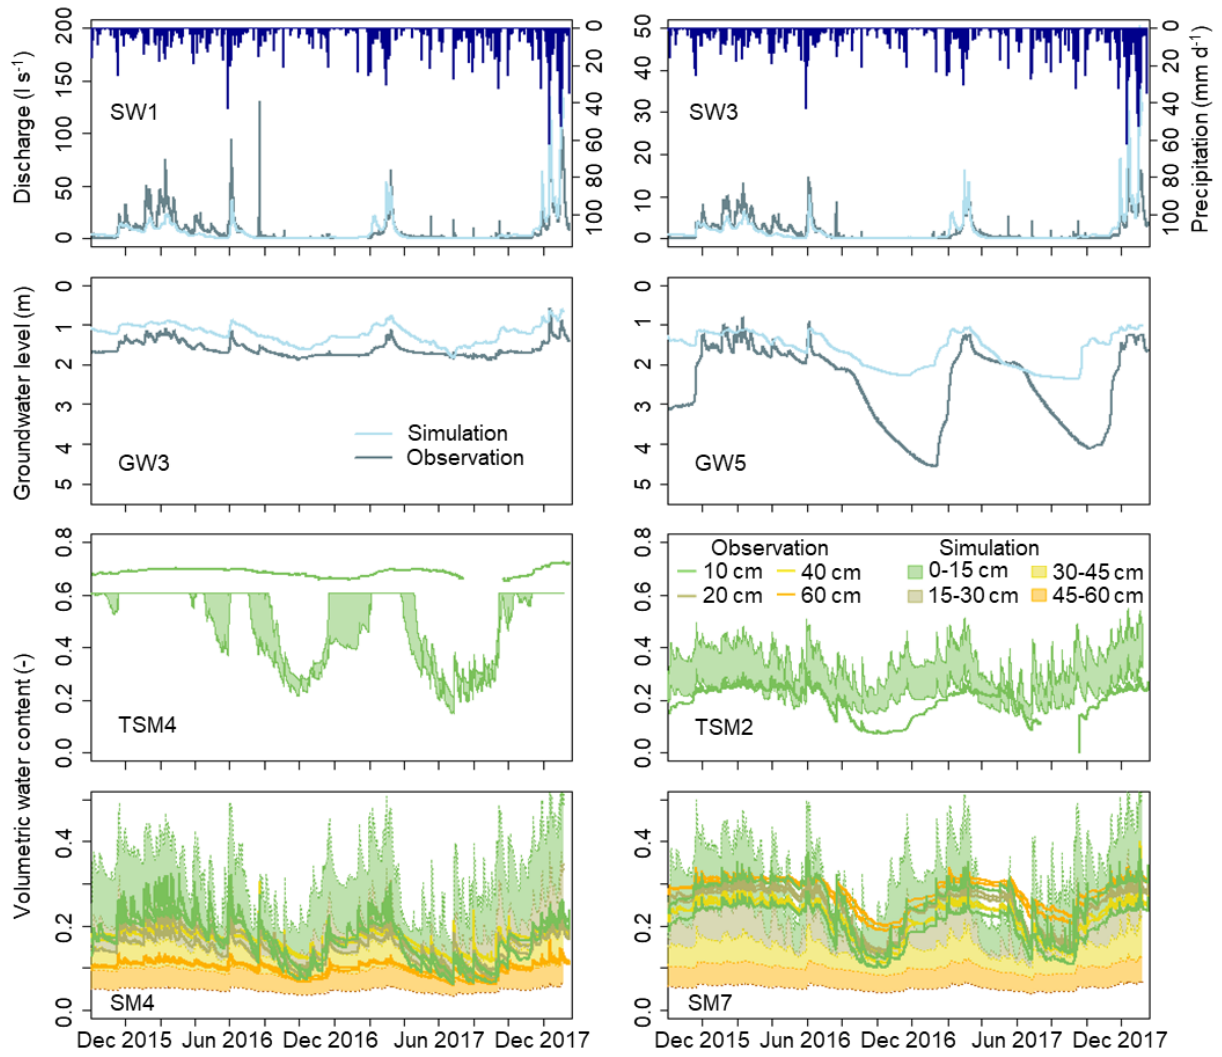 Discharge (l s⁻¹)
200
150
100
50
0
SW1
0
20
40
60
80
100
50
40
30
20
10
0
SW3
0
20
40
60
80
100
Precipitation (mm d⁻¹)
Groundwater level (m)
0
1
2
3
4
5
GW3
Simulation
Observation
0
1
2
3
4
5
GW5
Volumetric water content (-)
0.8
0.6
0.4
0.2
0.0
TSM4
0.8
0.6
0.4
0.2
0.0
Observation Simulation
10 cm 40 cm 0-15 cm 30-45 cm
20 cm 60 cm 15-30 cm 45-60 cm
TSM2
0.4
0.2
0.0
SM4
0.4
0.2
0.0
SM7
Dec 2015 Jun 2016 Dec 2016 Jun 2017 Dec 2017
Dec 2015 Jun 2016 Dec 2016 Jun 2017 Dec 2017